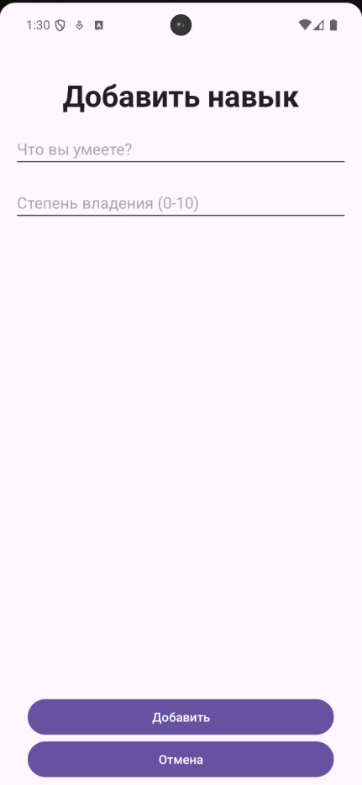 1:30
Добавить навык
Что вы умеете?
Степень владения (0-10)
Добавить
Отмена